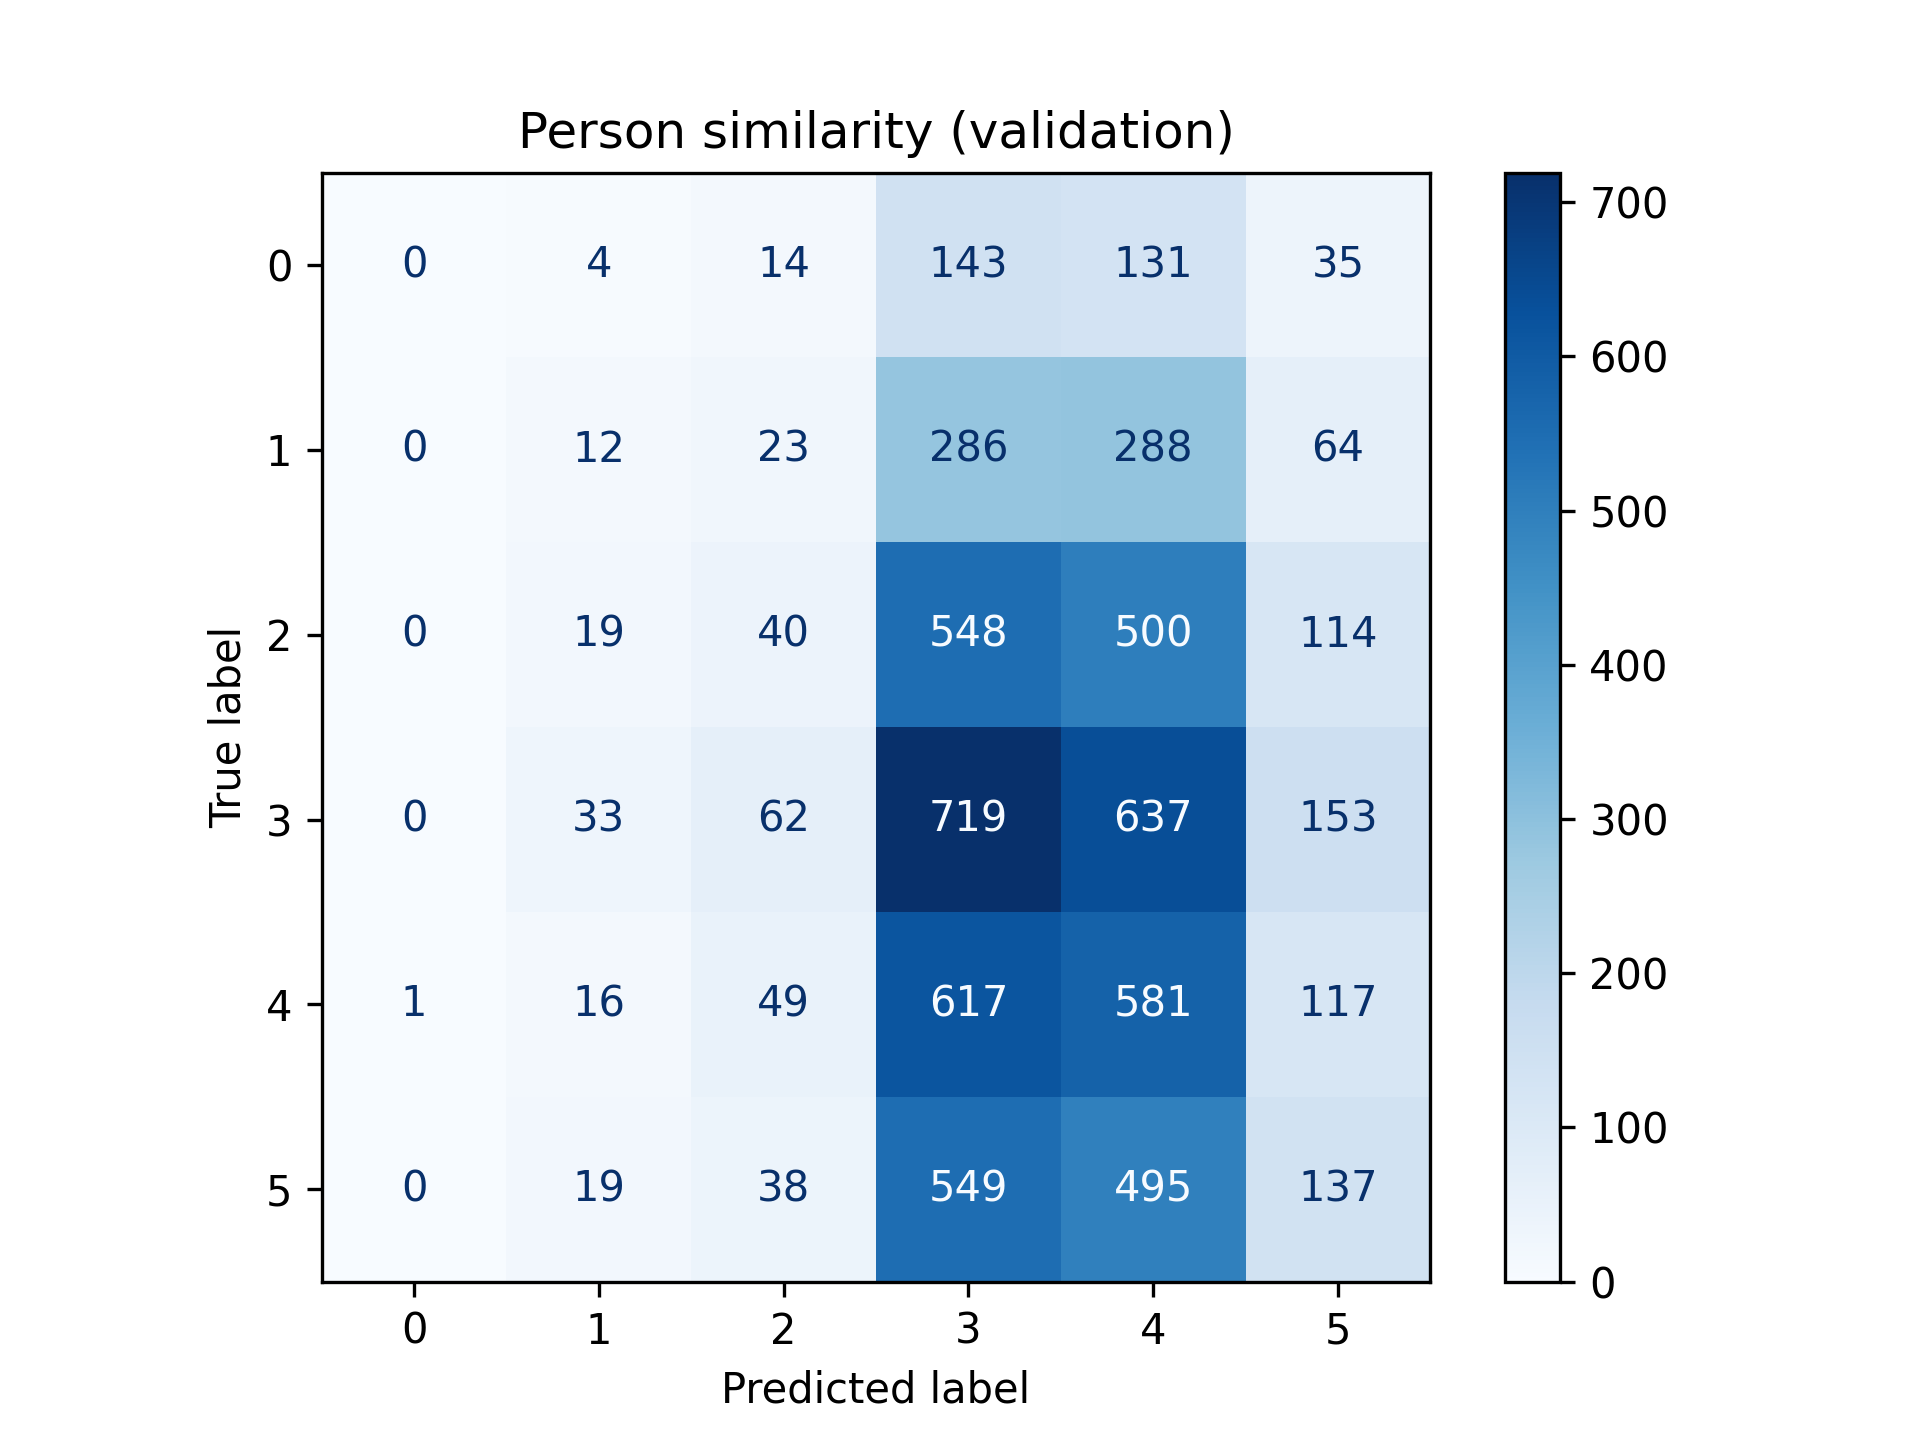 Person similarity (validation)
True label
0 0 4 14 143 131 35
1 0 12 23 286 288 64
2 0 19 40 548 500 114
3 0 33 62 719 637 153
4 1 16 49 617 581 117
5 0 19 38 549 495 137
0 1 2 3 4 5
Predicted label
700
600
500
400
300
200
100
0